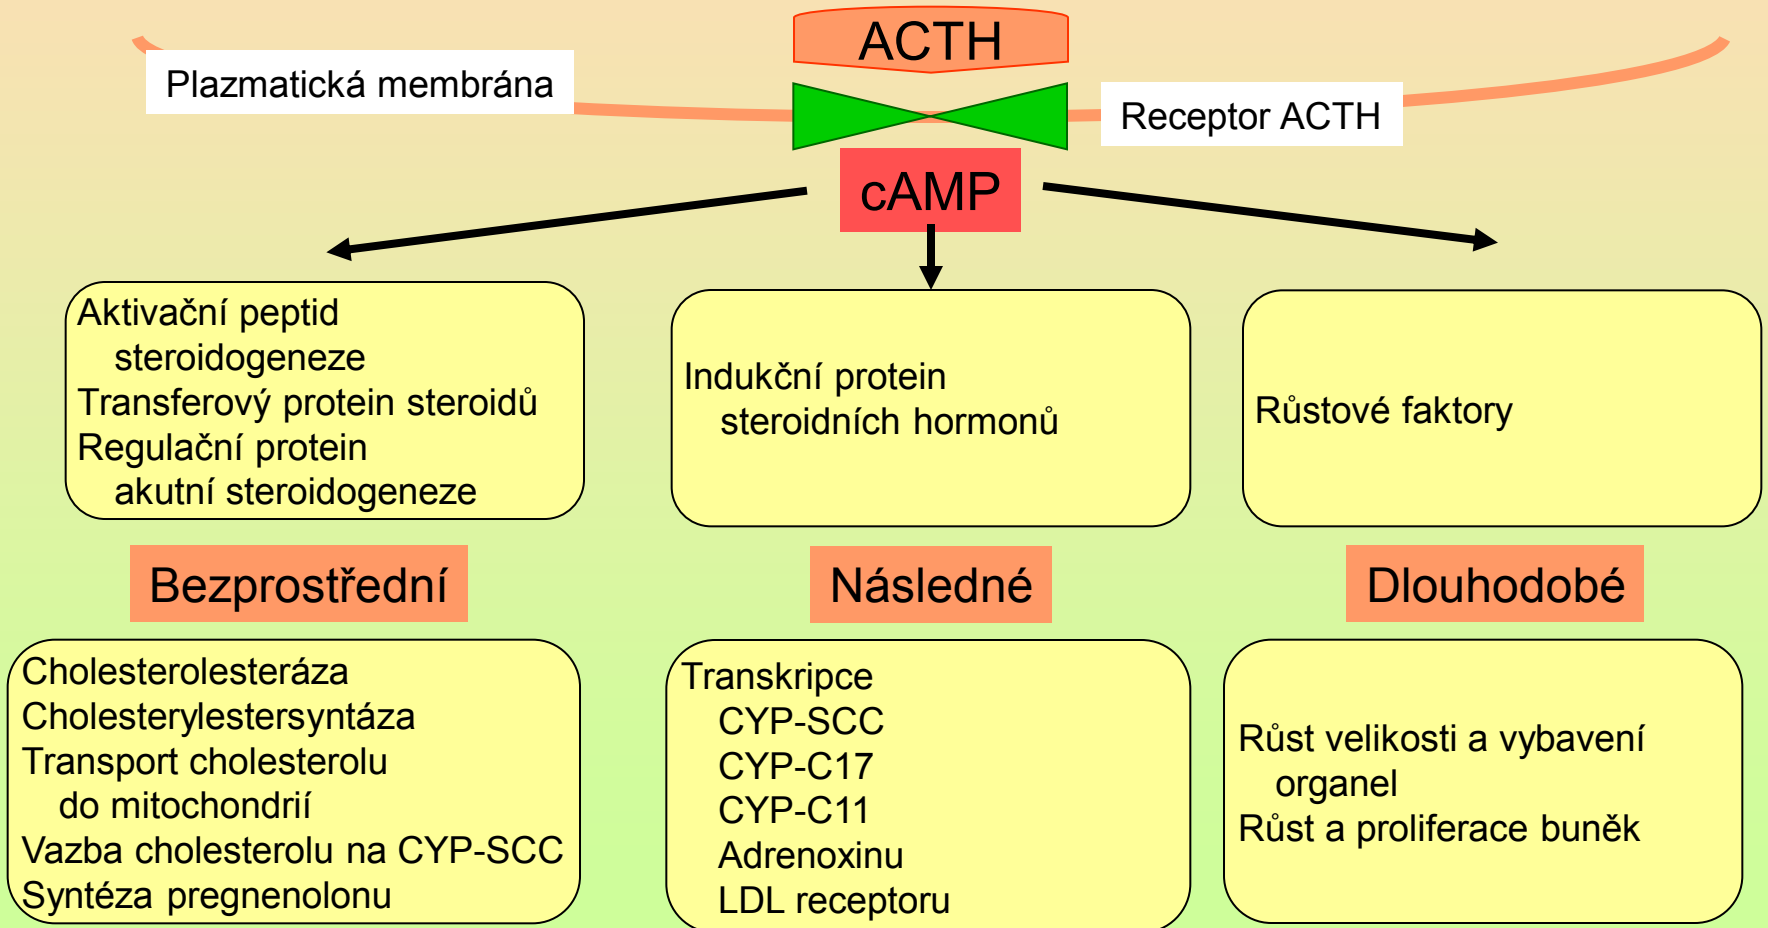 ACTH
Plazmatická membrána
Receptor ACTH
cAMP
Aktivační peptid
steroidogeneze
Transferový protein steroidů
Regulační protein
akutní steroidogeneze
Indukční protein
steroidních hormonů
Růstové faktory
Bezprostřední
Následné
Dlouhodobé
Cholesterolesteráza
Cholesterylestersyntáza
Transport cholesterolu
do mitochondrií
Vazba cholesterolu na CYP-SCC
Syntéza pregnenolonu
Transkripce
CYP-SCC
CYP-C17
CYP-C11
Adrenoxinu
LDL receptoru
Růst velikosti a vybavení
organel
Růst a proliferace buněk